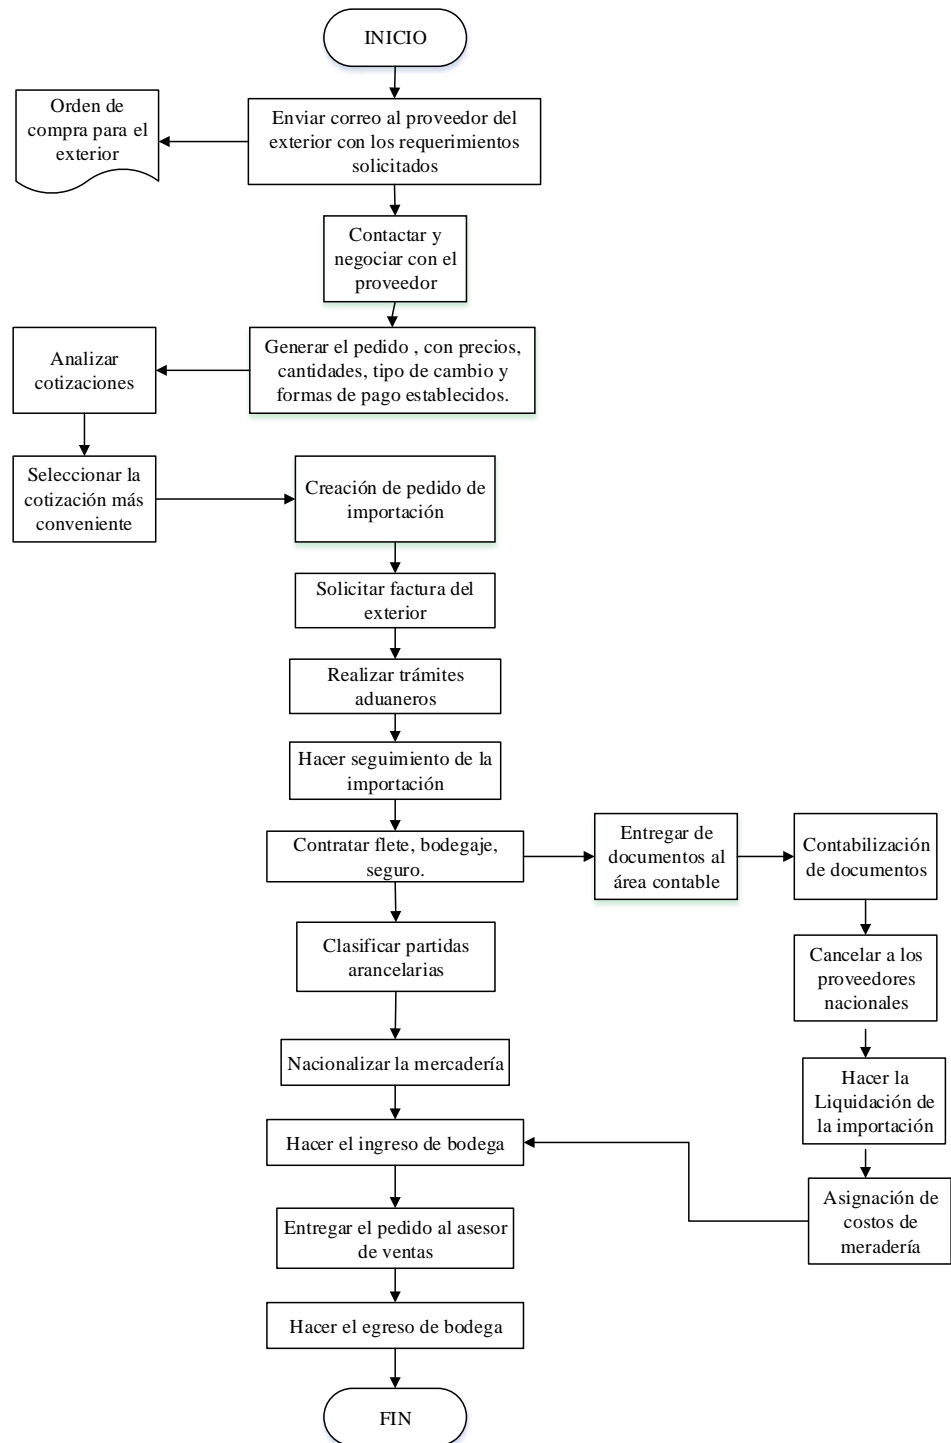 INICIO
Orden de
compra para el
exterior
Enviar correo al proveedor del
exterior con los requerimientos
solicitados
Contactar y
negociar con el
proveedor
Generar el pedido , con precios,
cantidades, tipo de cambio y
formas de pago establecidos.
Analizar
cotizaciones
Seleccionar la
cotización más
conveniente
Creación de pedido de
importación
Solicitar factura del
exterior
Realizar trámites
aduaneros
Hacer seguimiento de la
importación
Contratar flete, bodegaje,
seguro.
Entregar de
documentos al
área contable
Contabilización
de documentos
Clasificar partidas
arancelarias
Cancelar a los
proveedores
nacionales
Nacionalizar la mercadería
Hacer la
Liquidación de
la importación
Hacer el ingreso de bodega
Asignación de
costos de
meradería
Entregar el pedido al asesor
de ventas
Hacer el egreso de bodega
FIN